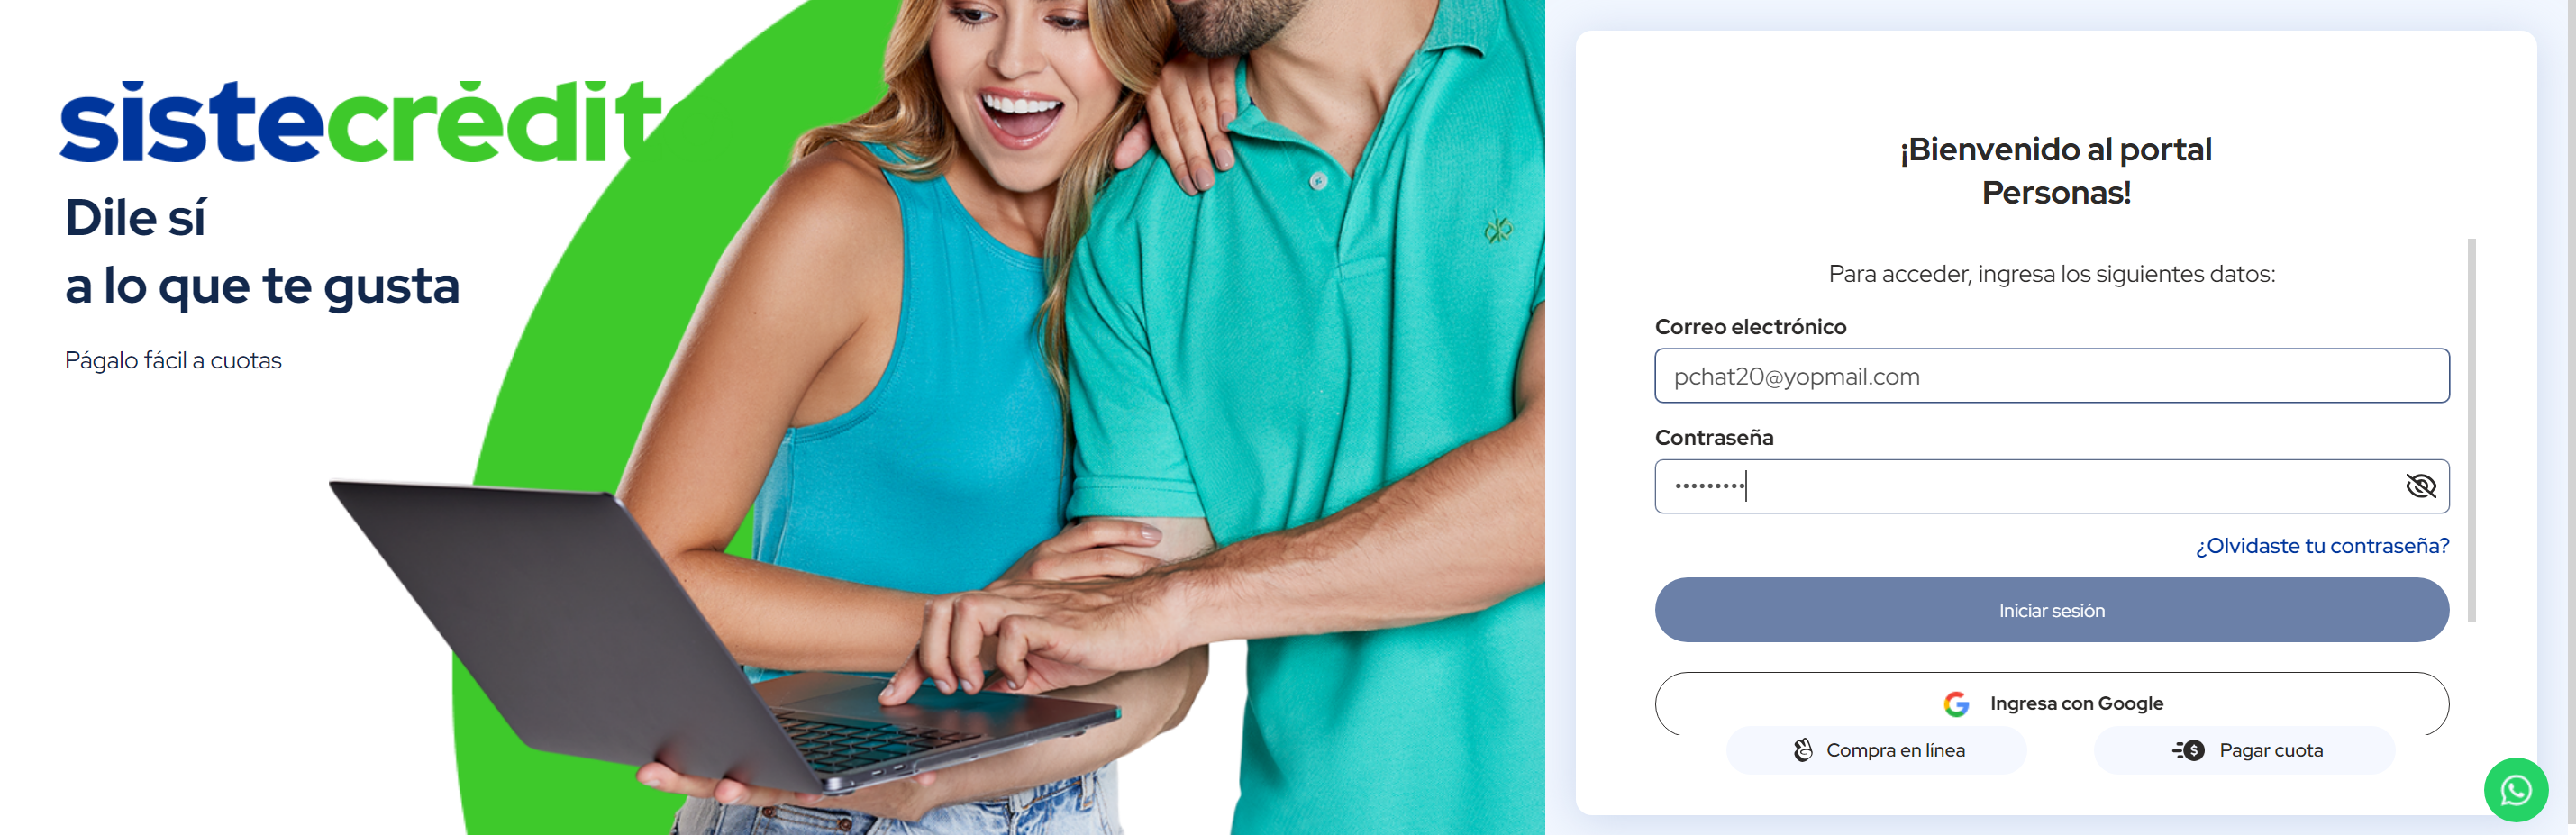 sistecrédit
Dile sí
a lo que te gusta
Págalo fácil a cuotas
¡Bienvenido al portal
Personas!
Para acceder, ingresa los siguientes datos:
Correo electrónico
pchat20@yopmail.com
Contraseña
•••••••••
¿Olvidaste tu contraseña?
Iniciar sesión
Ingresa con Google
Compra en línea
Pagar cuota